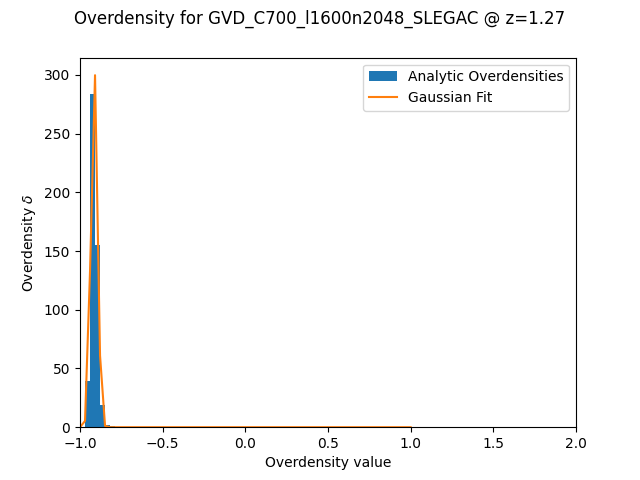 Overdensity for GVD_C700_l1600n2048_SLEGAC @ z=1.27
Analytic Overdensities
Gaussian Fit
Overdensity δ
300
250
200
150
100
50
0
−1.0 −0.5 0.0 0.5 1.0 1.5 2.0
Overdensity value